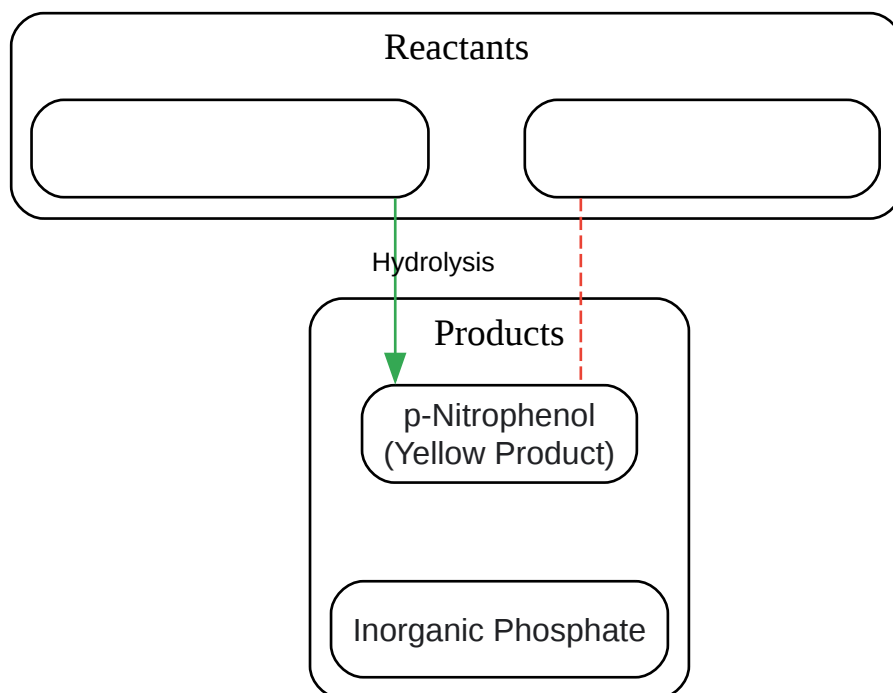 Reactants
Hydrolysis
Products
p-Nitrophenol
(Yellow Product)
Inorganic Phosphate